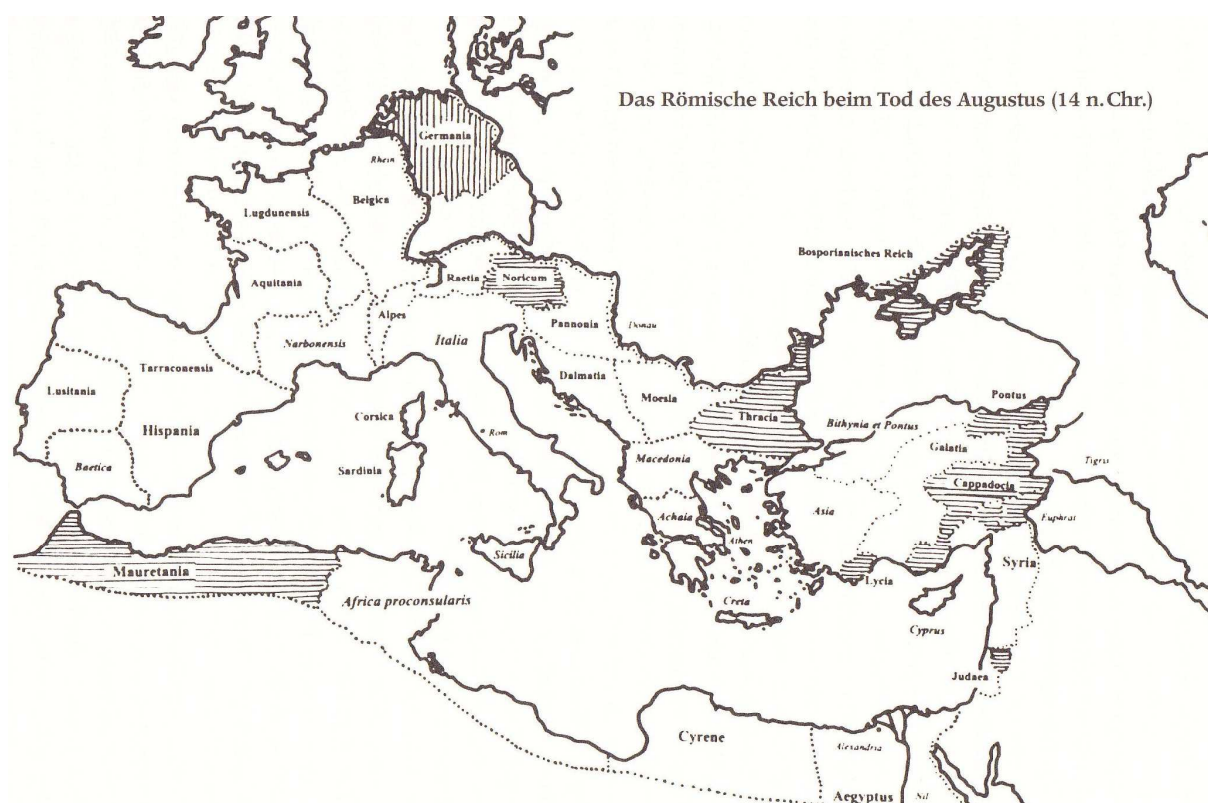 Das Römische Reich beim Tod des Augustus (14 n. Chr.)
Germania
Rhein
Belgica
Lugdunensis
Bosporianisches Reich
Raetia
Noricum
Aquitania
Alpes
Pannonia
Donau
Narbonensis
Italia
Tarraconensis
Dalmatia
Lusitania
Moesia
Pontus
Corsica
Thracia
Bithynia et Pontus
Hispania
Rom
Galatia
Baetica
Sardinia
Macedonia
Tigris
Cappadocia
Asia
Achaia
Euphrat
Athen
Sicilia
Syria
Mauretania
Lycia
Africa proconsularis
Creta
Cyprus
Judaea
Cyrene
Alexandria
Aegyptus
Nil